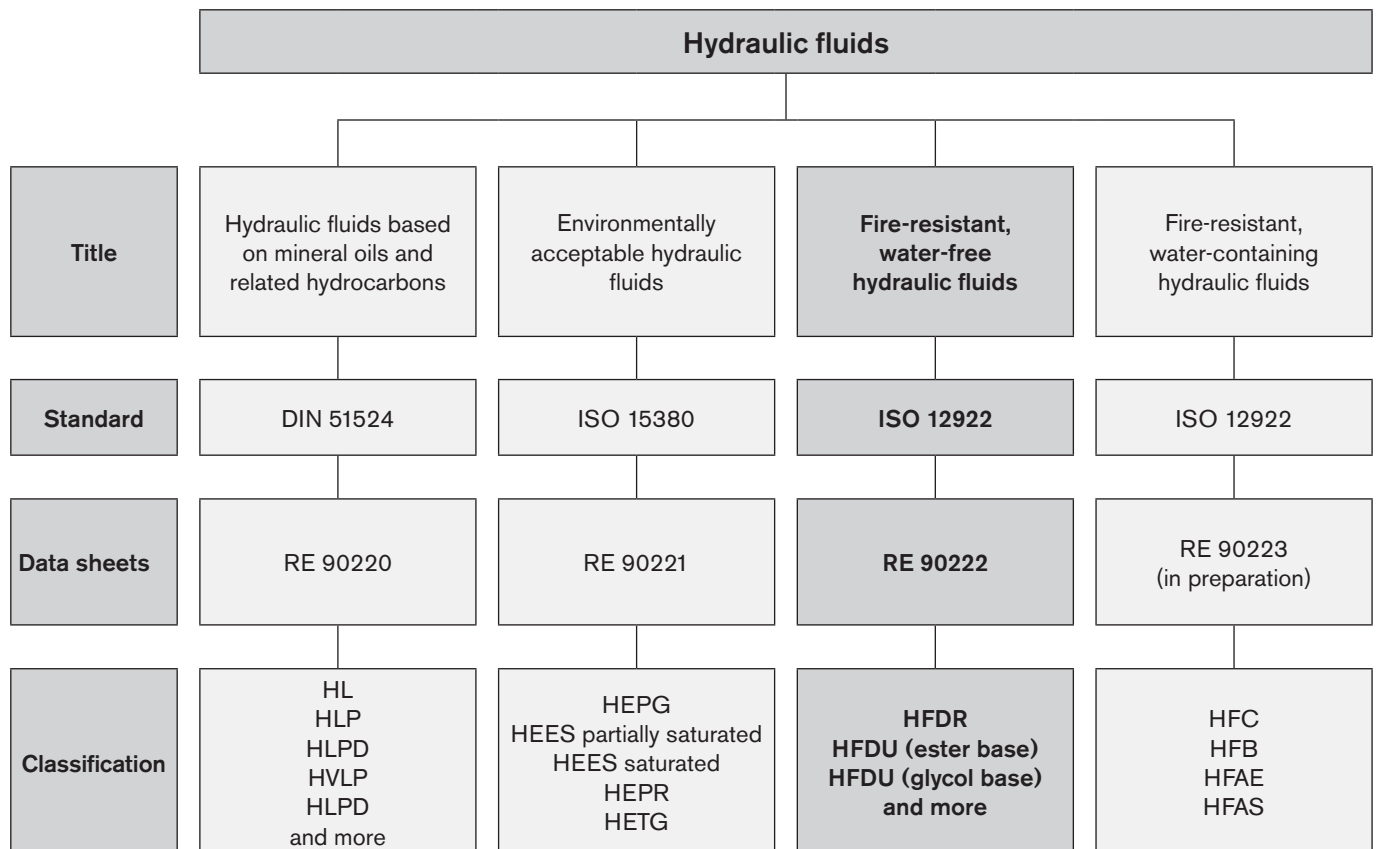 Hydraulic fluids
Title
Hydraulic fluids based
on mineral oils and
related hydrocarbons
Environmentally
acceptable hydraulic
fluids
Fire-resistant,
water-free
hydraulic fluids
Fire-resistant,
water-containing
hydraulic fluids
Standard
DIN 51524
ISO 15380
ISO 12922
ISO 12922
Data sheets
RE 90220
RE 90221
RE 90222
RE 90223
(in preparation)
Classification
HL
HLP
HLPD
HVLP
HLPD
and more
HEPG
HEES partially saturated
HEES saturated
HEPR
HETG
HFDR
HFDU (ester base)
HFDU (glycol base)
and more
HFC
HFB
HFAE
HFAS